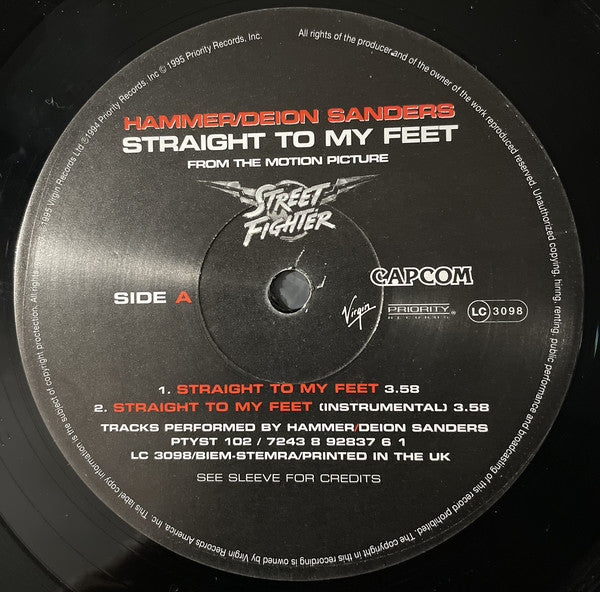 HAMMER/DEION SANDERS
STRAIGHT TO MY FEET
FROM THE MOTION PICTURE
STREET
FIGHTER
CAPCOM
SIDE A
Virgin
PRIORITY
RECORDS ®
LC 3098
1. STRAIGHT TO MY FEET 3.58
2. STRAIGHT TO MY FEET (INSTRUMENTAL) 3.58
TRACKS PERFORMED BY HAMMER/DEION SANDERS
PTYST 102 / 7243 8 92837 6 1
LC 3098/BIEM-STEMRA/PRINTED IN THE UK
SEE SLEEVE FOR CREDITS
1995 Virgin Records Ltd ©1994 Priority Records, Inc © 1995 Priority Records, Inc.
All rights of the producer and of the owner of the work reproduced reserved. Unauthorized copying, hiring, renting, public performance and broadcasting of this record prohibited. The copyright in this recording is owned by Virgin Records America, Inc. This label copy information is the subject of copyright protection. All rights